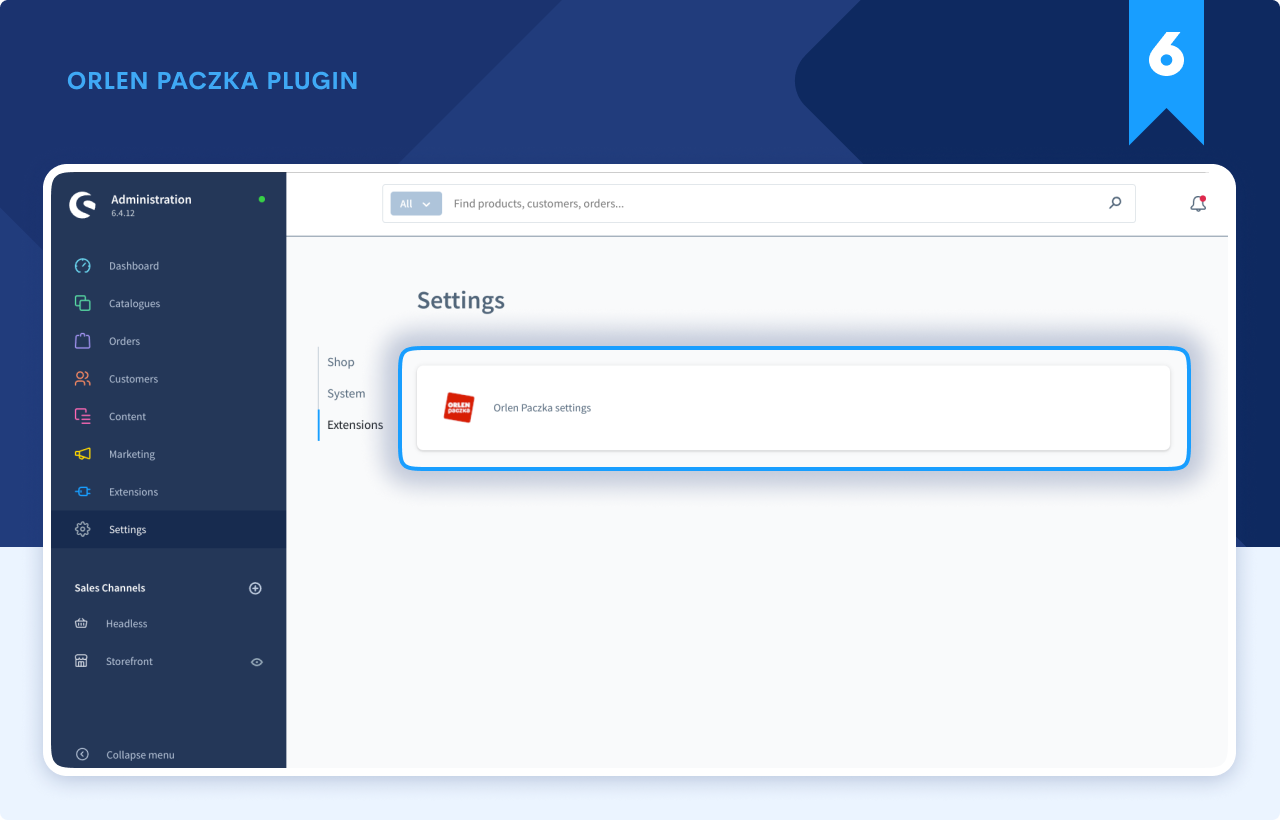 ORLEN PACZKA PLUGIN
6
Administration
6.4.12
All
Find products, customers, orders...
Dashboard
Catalogues
Orders
Customers
Content
Marketing
Extensions
Settings
Sales Channels
Headless
Storefront
Collapse menu
Settings
Shop
System
Extensions
ORLEN
paczka
Orlen Paczka settings